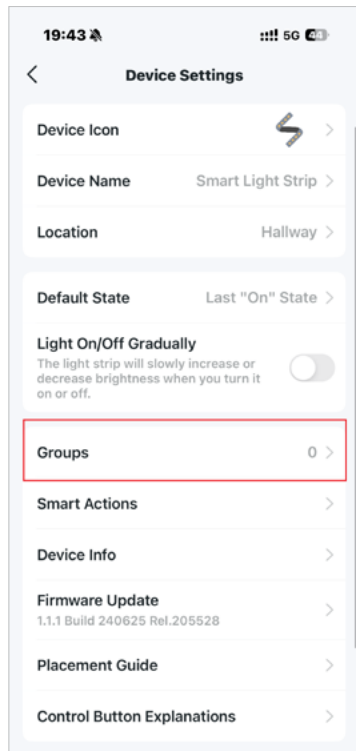 19:43 5G 44
Device Settings
Device Icon
Device Name Smart Light Strip
Location Hallway
Default State Last "On" State
Light On/Off Gradually
The light strip will slowly increase or
decrease brightness when you turn it
on or off.
Groups 0
Smart Actions
Device Info
Firmware Update
1.1.1 Build 240625 Rel.205528
Placement Guide
Control Button Explanations